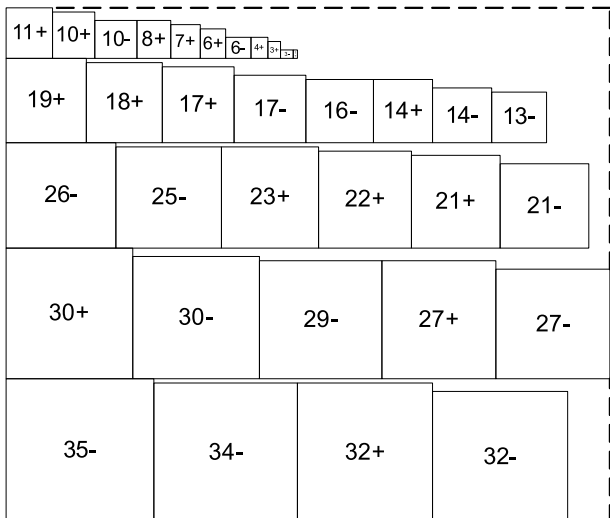 11+ 10+ 10- 8+ 7+ 6+ 6- 4+ 3+
19+ 18+ 17+ 17- 16- 14+ 14- 13-
26- 25- 23+ 22+ 21+ 21-
30+ 30- 29- 27+ 27-
35- 34- 32+ 32-